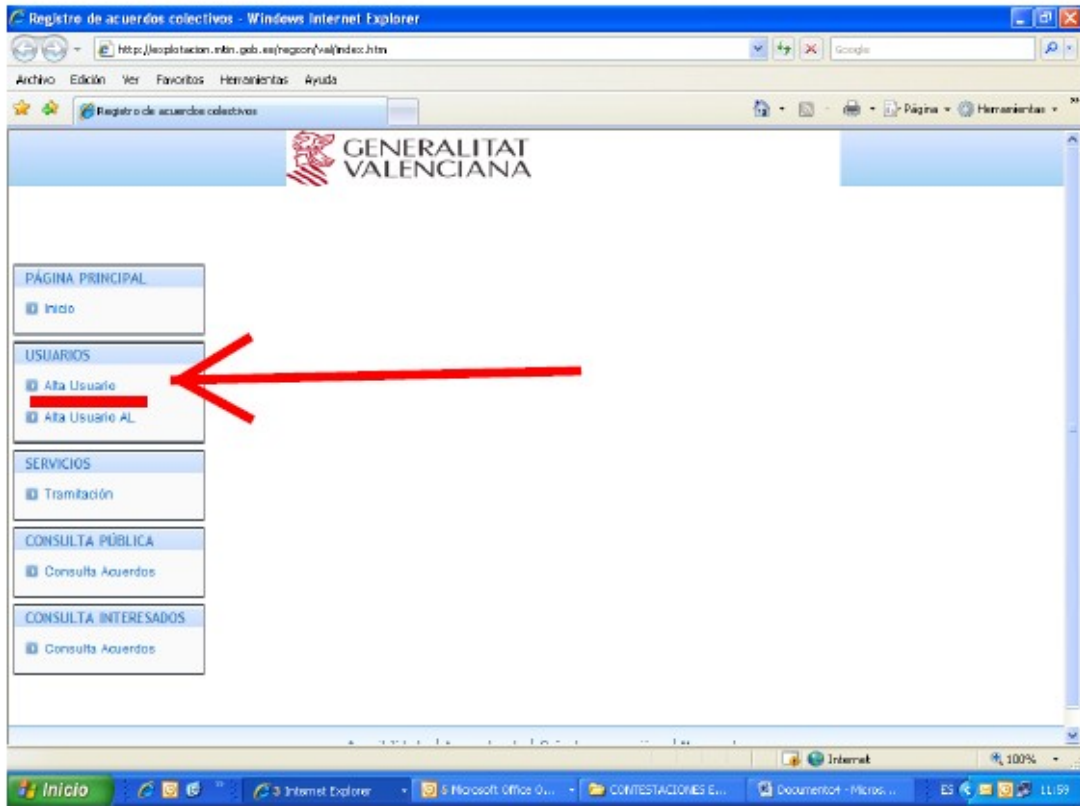 Registro de acuerdos colectivos - Windows Internet Explorer
http://explotacion.mtin.gob.es/regcon/val/index.htm
Google
Archivo Edición Ver Favoritos Herramientas Ayuda
Registro de acuerdos colectivos
Página Herramientas
GENERALITAT
VALENCIANA
PÁGINA PRINCIPAL
Inicio
USUARIOS
Alta Usuario
Alta Usuario AL
SERVICIOS
Tramitación
CONSULTA PÚBLICA
Consulta Acuerdos
CONSULTA INTERESADOS
Consulta Acuerdos
Internet 100%
Inicio 3 Internet Explorer 5 Microsoft Office O... CONTESTACIONES E... Documento4 - Micros... ES 11:59